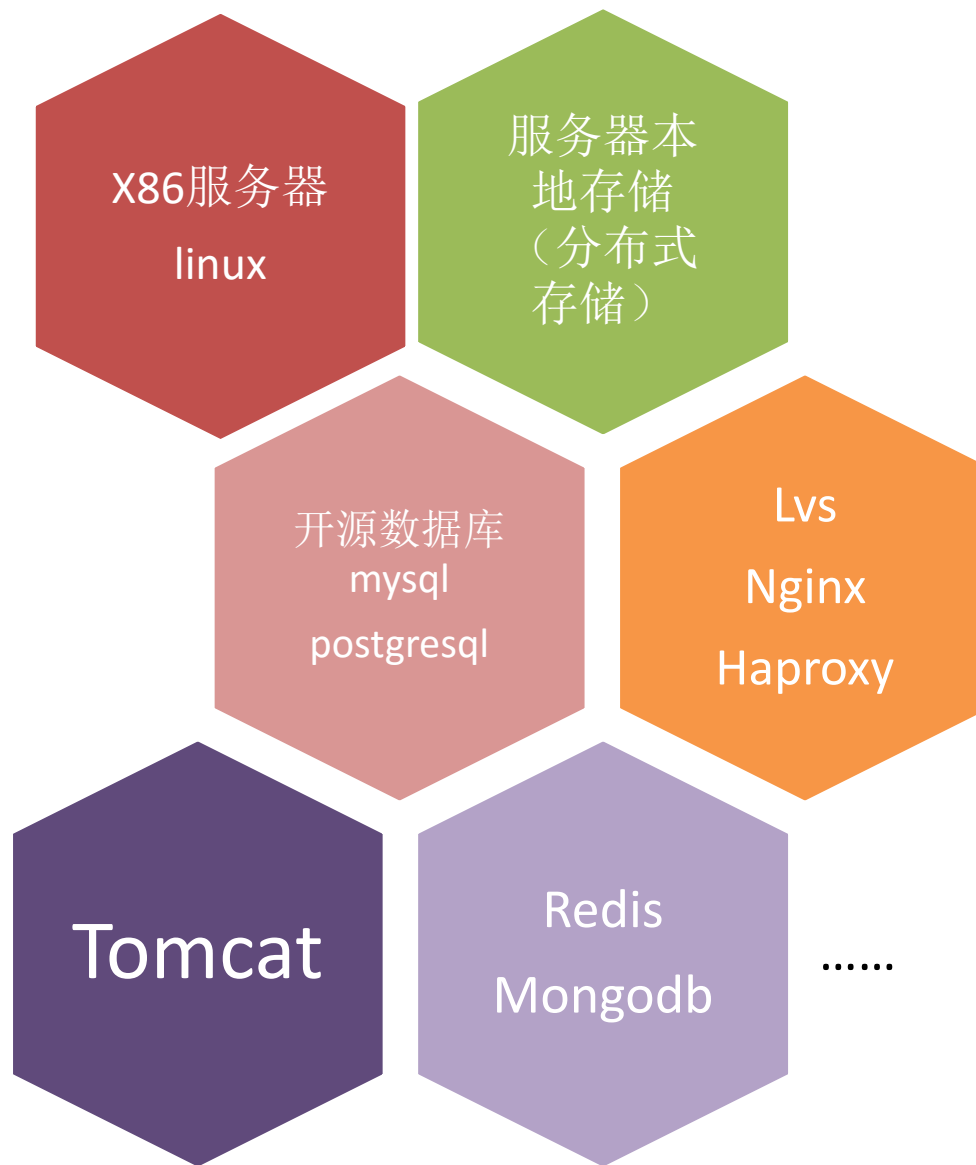 X86服务器
linux
服务器本
地存储
（分布式
存储）
开源数据库
mysql
postgresql
Lvs
Nginx
Haproxy
Tomcat
Redis
Mongodb
……